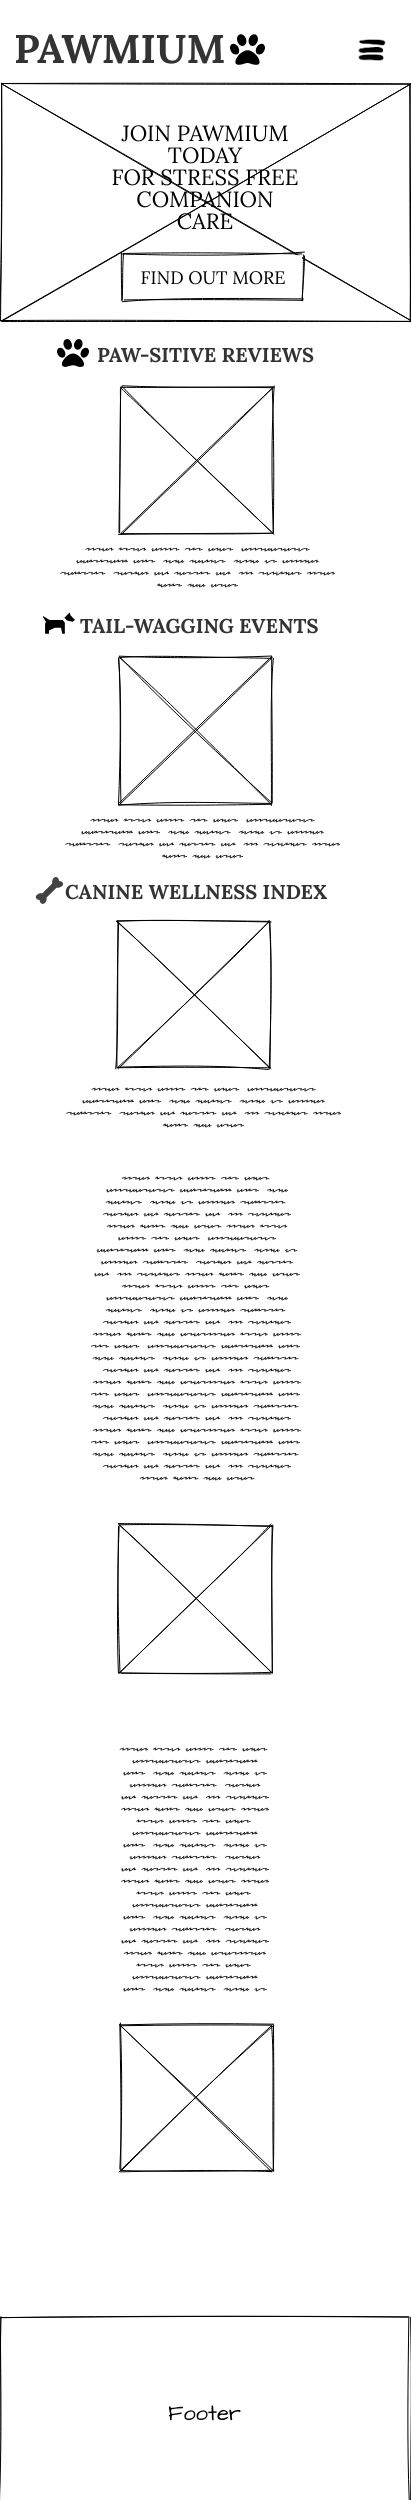 PAWMIUM
JOIN PAWMIUM
TODAY
FOR STRESS FREE
COMPANION
CARE
FIND OUT MORE
PAW-SITIVE REVIEWS
TAIL-WAGGING EVENTS
CANINE WELLNESS INDEX
Footer